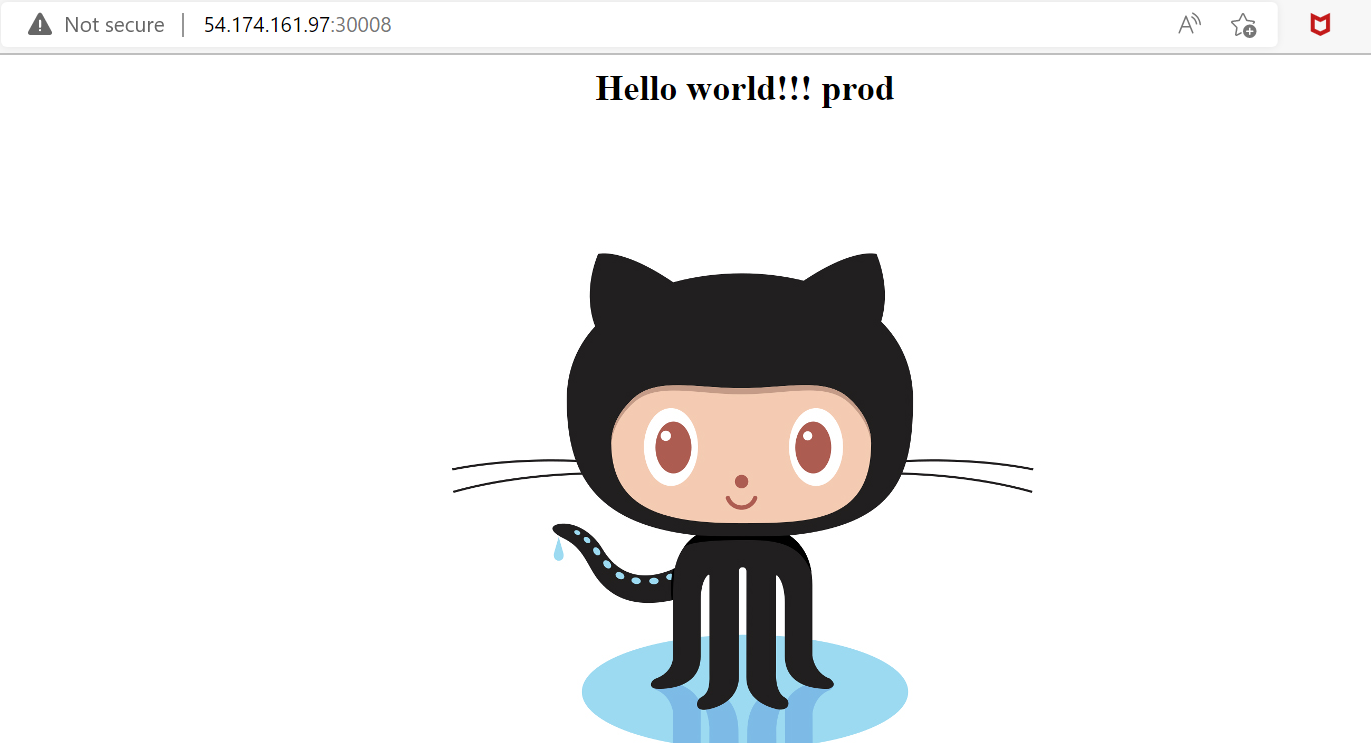 Not secure 54.174.161.97:30008
Hello world!!! prod